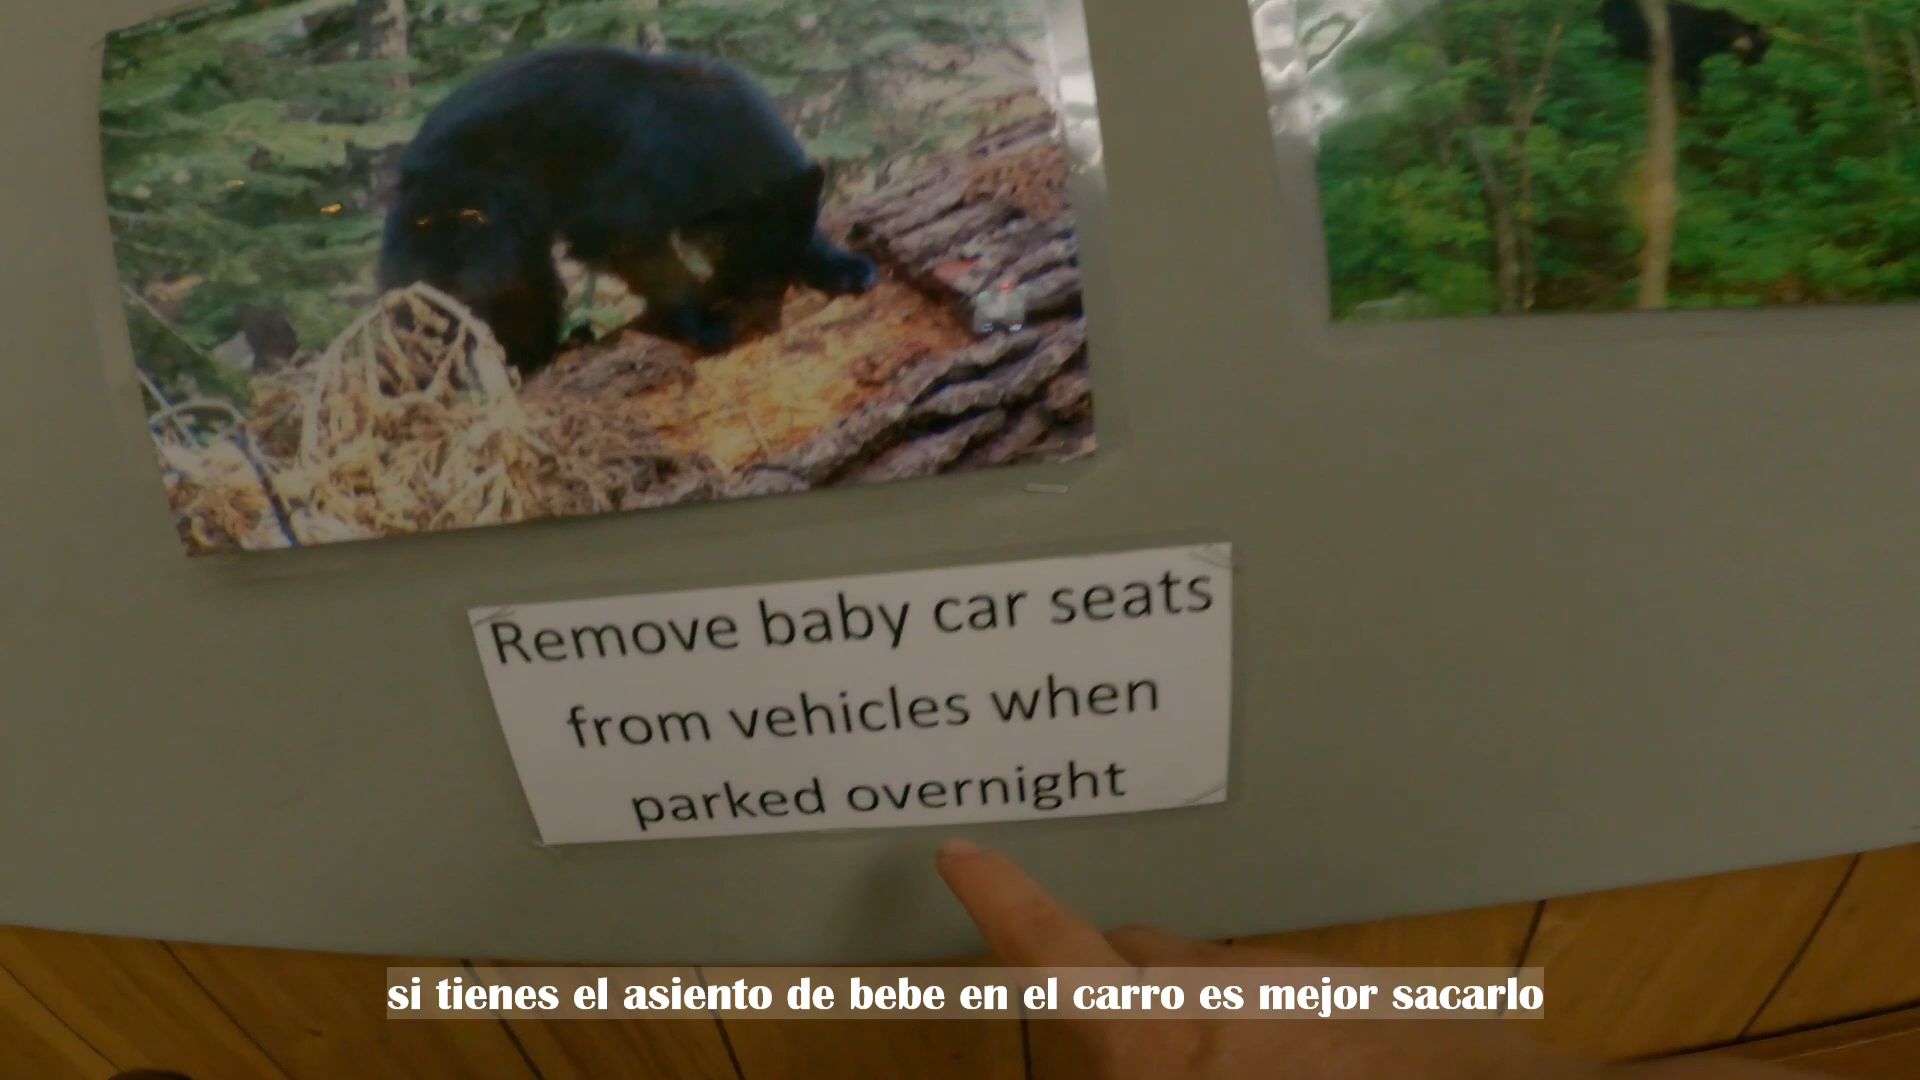 Remove baby car seats
from vehicles when
parked overnight
si tienes el asiento de bebe en el carro es mejor sacarlo